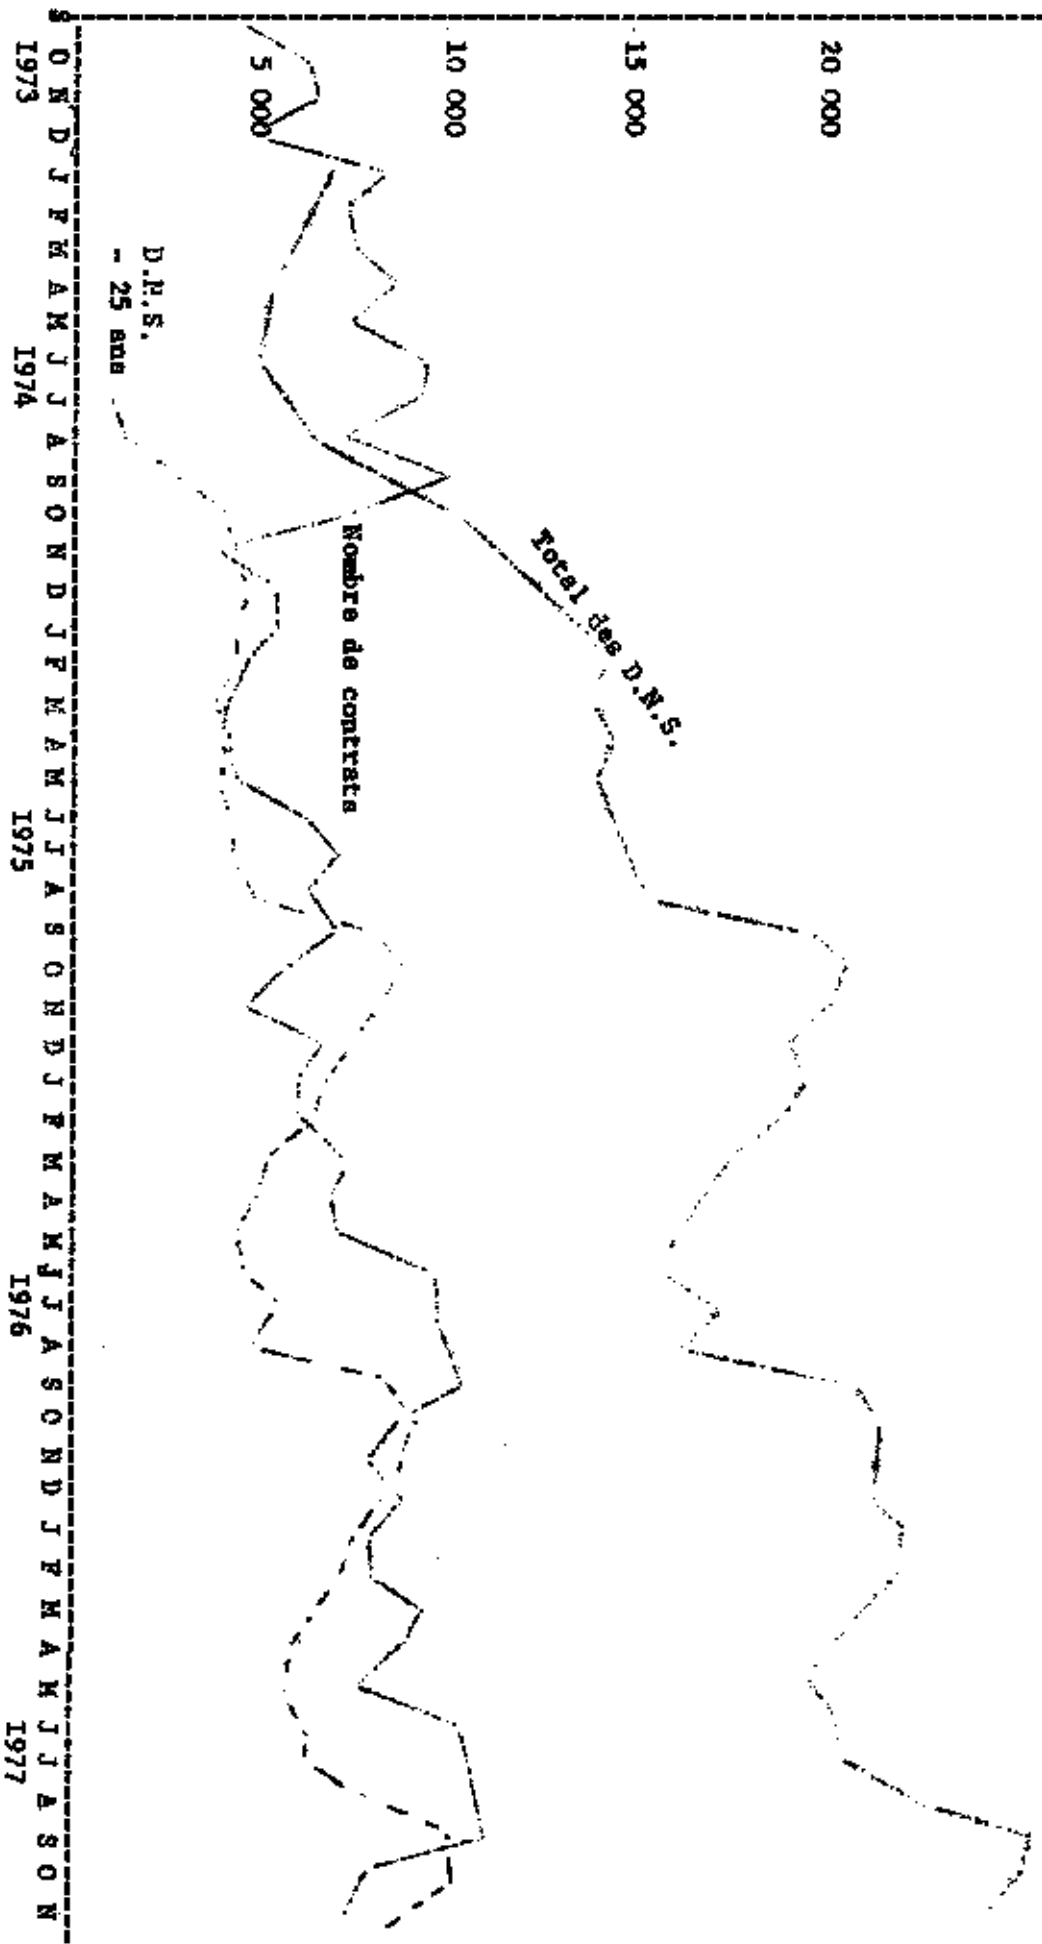 20 000
15 000
10 000
5 000
Total des D.N.S.
Nombre de contrats
D.N.S.
- 25 ans
S O N D J F M A M J J A S O N D J F M A M J J A S O N D J F M A M J J A S O N D J F M A M J J A S O N
1973 1974 1975 1976 1977